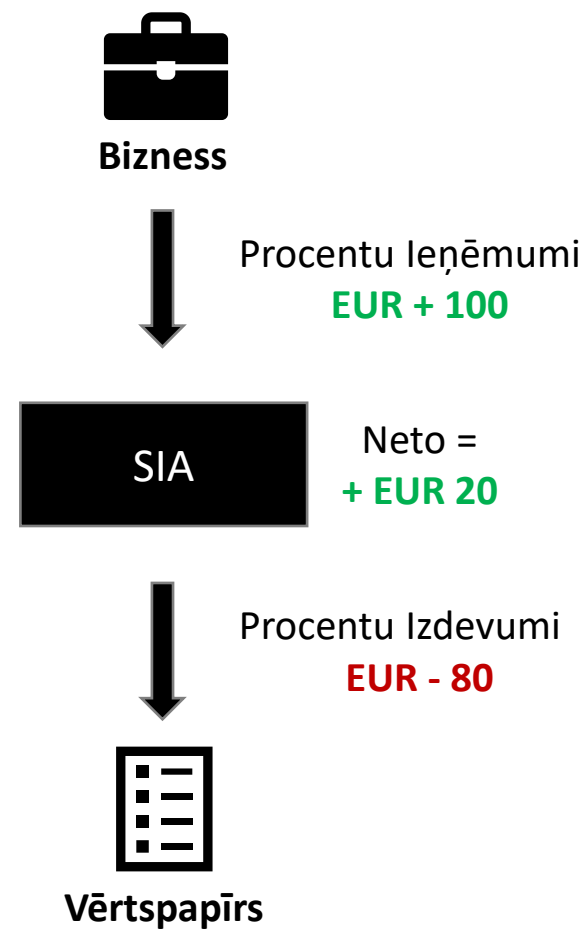 Bizness
Procentu Ieņēmumi
EUR + 100
SIA
Neto =
+ EUR 20
Procentu Izdevumi
EUR - 80
Vērtspapīrs